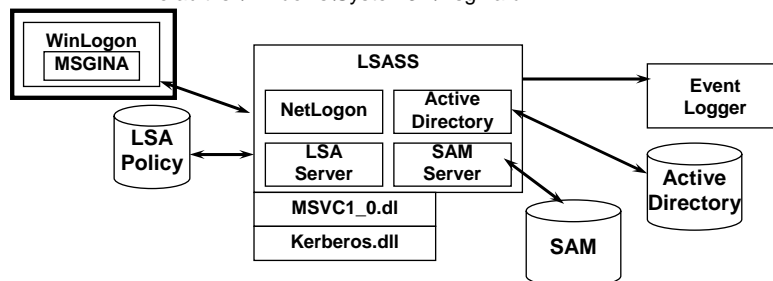 WinLogon
MSGINA
LSASS
NetLogon
Active
Directory
LSA
Server
SAM
Server
MSVC1_0.dl
Kerberos.dll
LSA
Policy
Event
Logger
Active
Directory
SAM